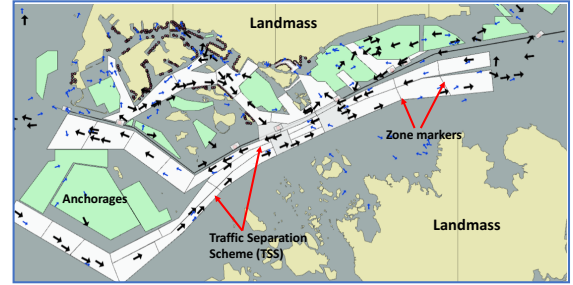 Landmass
Zone markers
Anchorages
Landmass
Traffic Separation
Scheme (TSS)